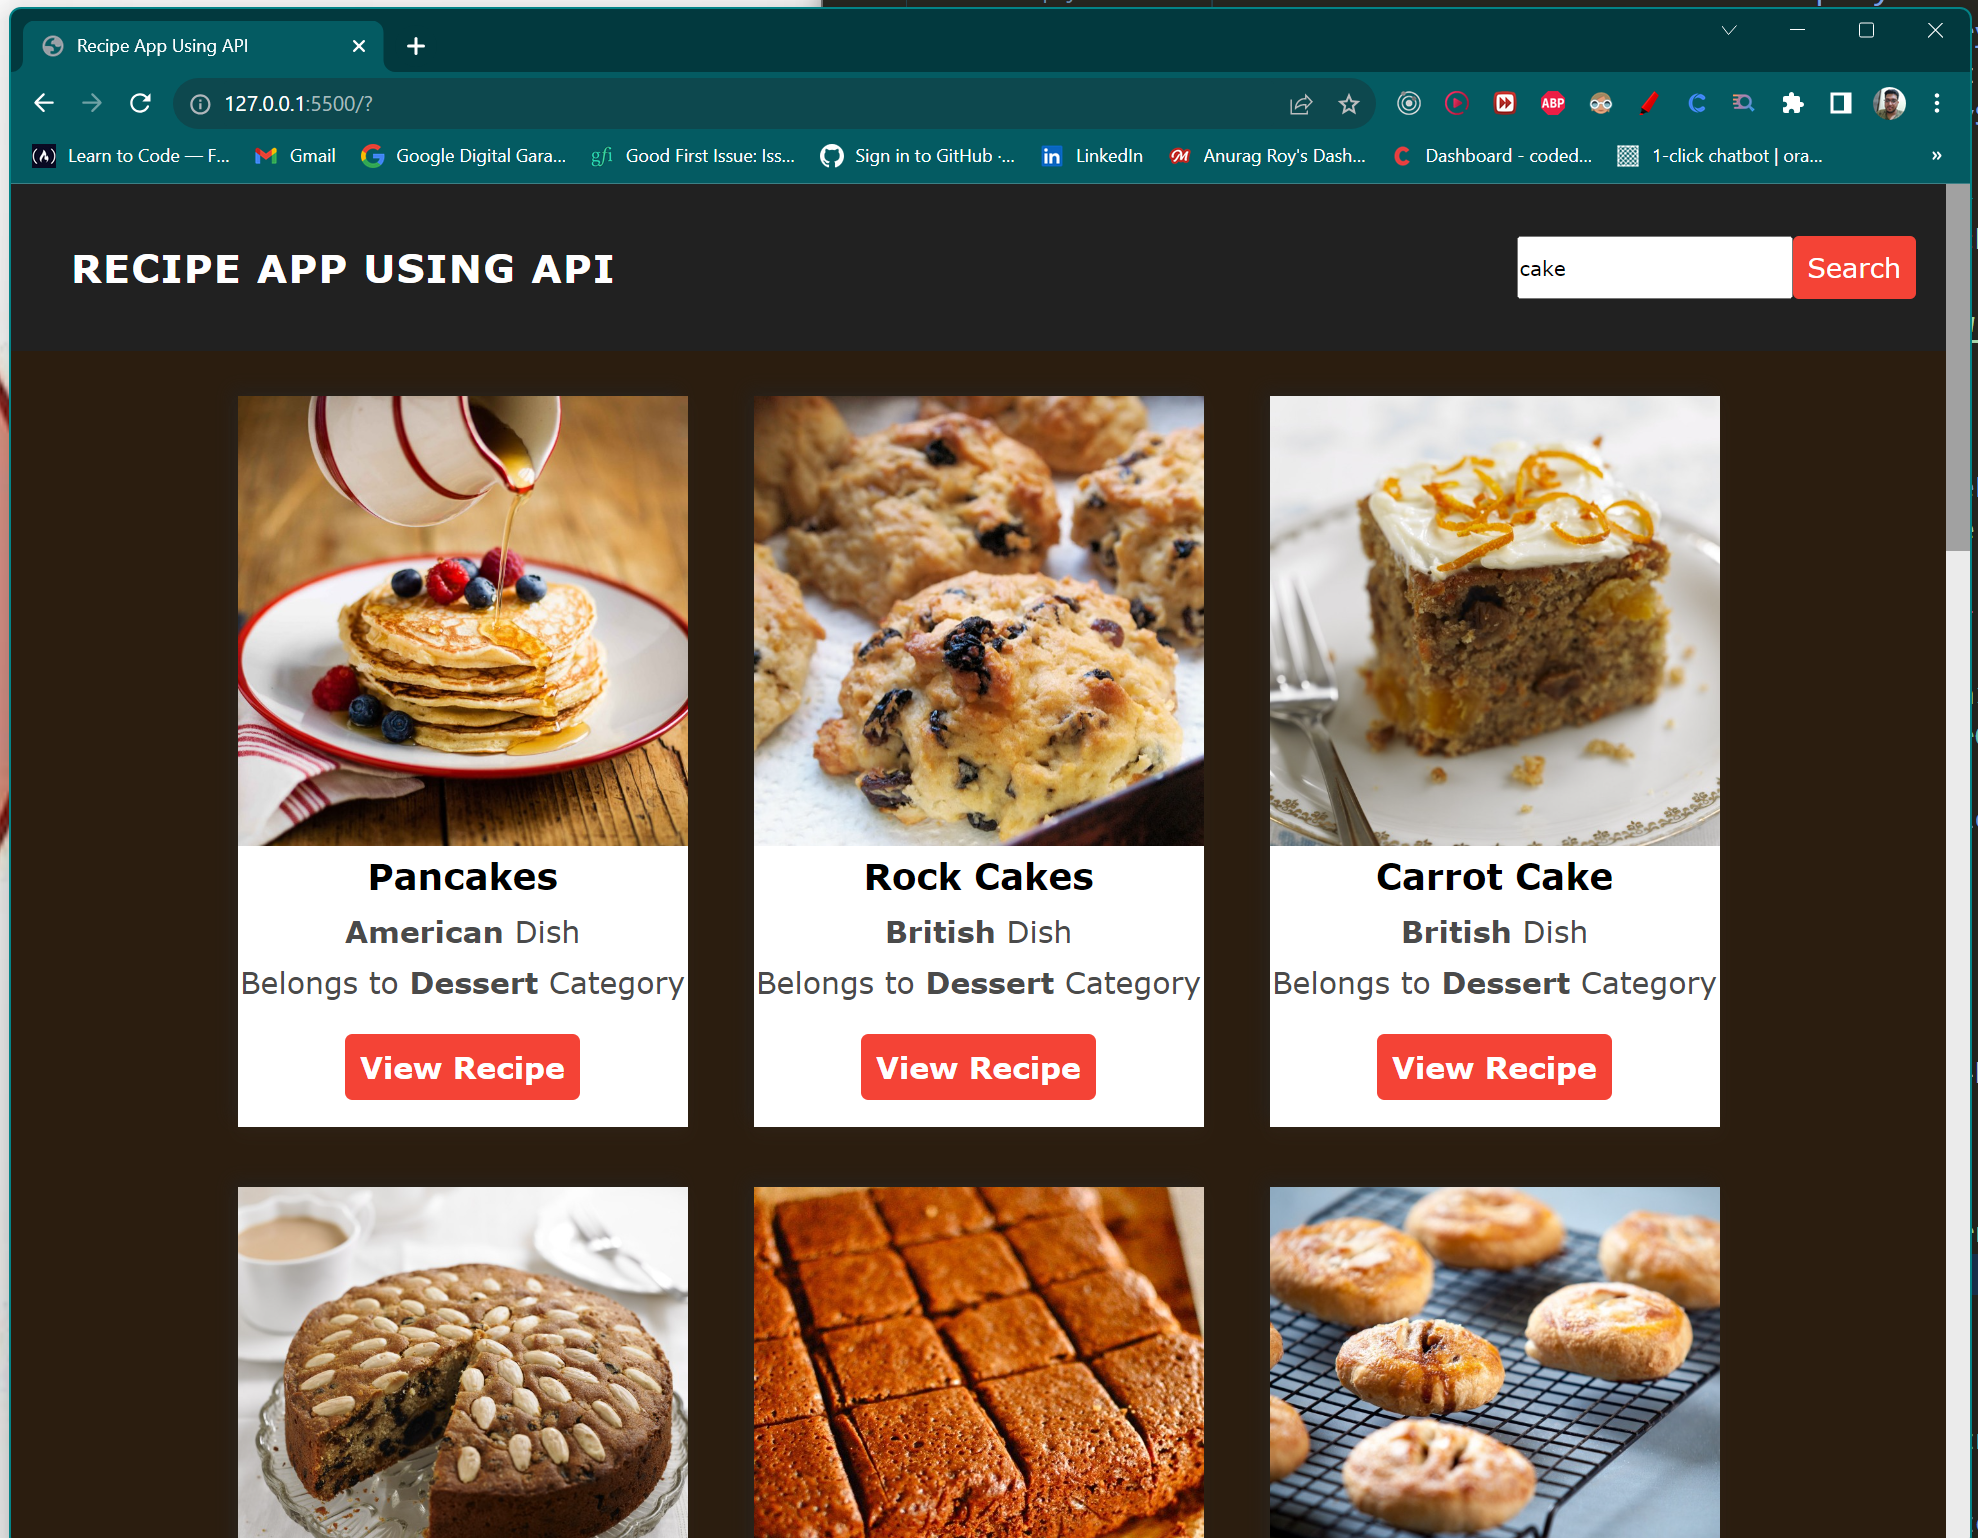 Recipe App Using API
127.0.0.1:5500/?
ABP
Learn to Code — F...
Gmail
Google Digital Gara...
gfi Good First Issue: Iss...
Sign in to GitHub ·...
in LinkedIn
Anurag Roy's Dash...
Dashboard - coded...
1-click chatbot | ora...
»
RECIPE APP USING API
cake
Search
Pancakes
American Dish
Belongs to Dessert Category
View Recipe
Rock Cakes
British Dish
Belongs to Dessert Category
View Recipe
Carrot Cake
British Dish
Belongs to Dessert Category
View Recipe